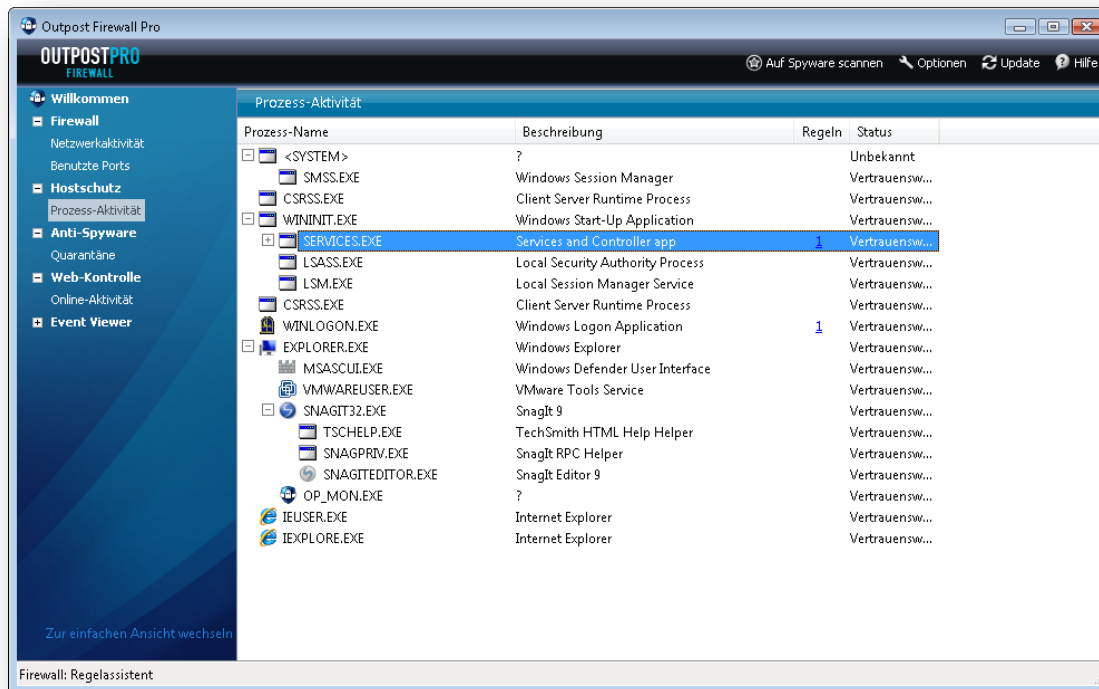 Outpost Firewall Pro
OUTPOSTPRO
FIREWALL
Auf Spyware scannen Optionen Update Hilfe
Willkommen
Firewall
Netzwerkaktivität
Benutzte Ports
Hostschutz
Prozess-Aktivität
Anti-Spyware
Quarantäne
Web-Kontrolle
Online-Aktivität
Event Viewer
Zur einfachen Ansicht wechseln
Prozess-Aktivität
Prozess-Name Beschreibung Regeln Status
<SYSTEM> ? Unbekannt
SMSS.EXE Windows Session Manager Vertrauensw...
CSRSS.EXE Client Server Runtime Process Vertrauensw...
WININIT.EXE Windows Start-Up Application Vertrauensw...
SERVICES.EXE Services and Controller app 1 Vertrauensw...
LSASS.EXE Local Security Authority Process Vertrauensw...
LSM.EXE Local Session Manager Service Vertrauensw...
CSRSS.EXE Client Server Runtime Process Vertrauensw...
WINLOGON.EXE Windows Logon Application 1 Vertrauensw...
EXPLORER.EXE Windows Explorer Vertrauensw...
MSASCUI.EXE Windows Defender User Interface Vertrauensw...
VMWAREUSER.EXE VMware Tools Service Vertrauensw...
SNAGIT32.EXE SnagIt 9 Vertrauensw...
TSCHELP.EXE TechSmith HTML Help Helper Vertrauensw...
SNAGPRIV.EXE SnagIt RPC Helper Vertrauensw...
SNAGITEDITOR.EXE SnagIt Editor 9 Vertrauensw...
OP_MON.EXE ? Vertrauensw...
IEUSER.EXE Internet Explorer Vertrauensw...
IEXPLORE.EXE Internet Explorer Vertrauensw...
Firewall: Regelassistent